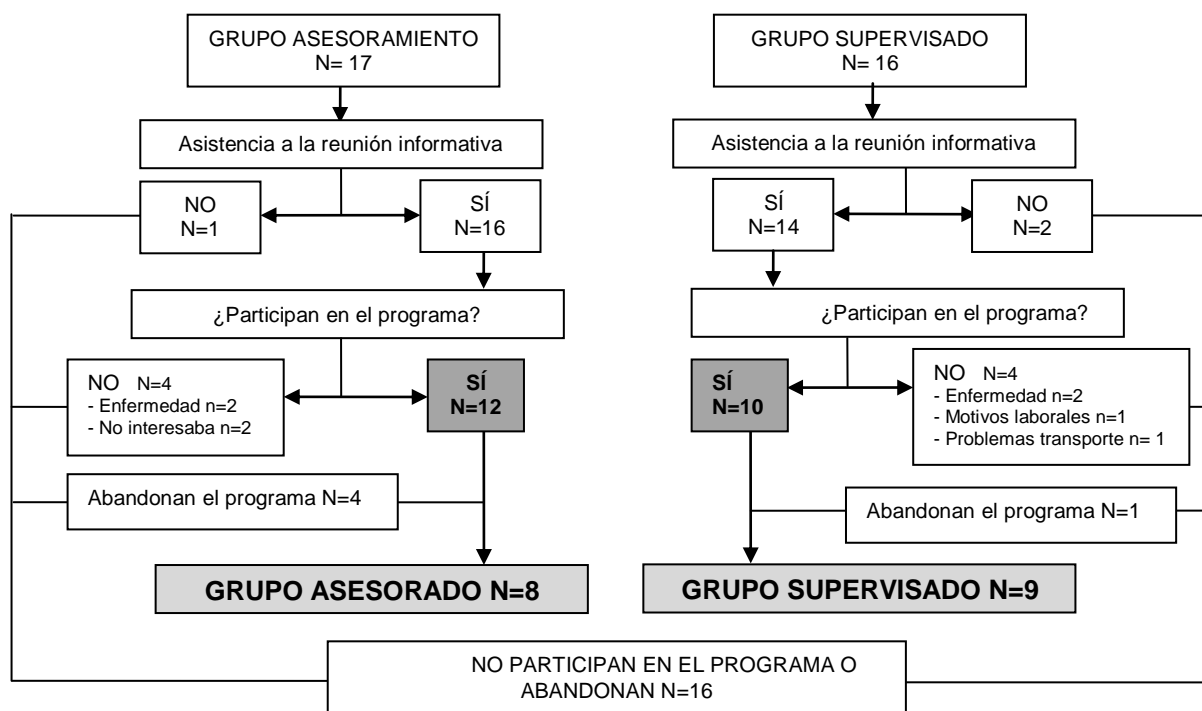 GRUPO ASESORAMIENTO
N= 17
GRUPO SUPERVISADO
N= 16
Asistencia a la reunión informativa
Asistencia a la reunión informativa
NO
N=1
SÍ
N=16
SÍ
N=14
NO
N=2
¿Participan en el programa?
¿Participan en el programa?
NO N=4
- Enfermedad n=2
- No interesaba n=2
SÍ
N=12
SÍ
N=10
NO N=4
- Enfermedad n=2
- Motivos laborales n=1
- Problemas transporte n= 1
Abandonan el programa N=4
Abandonan el programa N=1
GRUPO ASESORADO N=8
GRUPO SUPERVISADO N=9
NO PARTICIPAN EN EL PROGRAMA O
ABANDONAN N=16